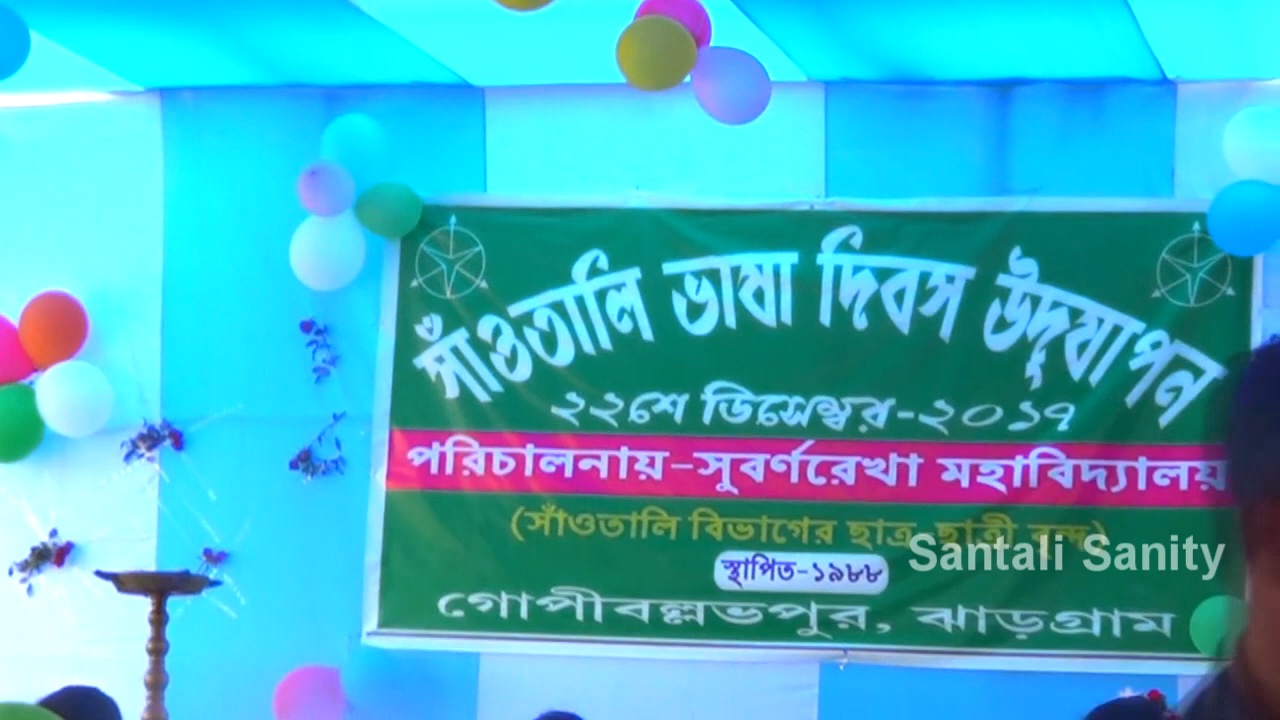 সাঁওতালি ভাষা দিবস উদ্‌যাপন
২২শে ডিসেম্বর-২০১৭
পরিচালনায়-সুবর্ণরেখা মহাবিদ্যালয়
(সাঁওতালি বিভাগের ছাত্র-ছাত্রী বৃন্দ)
Santali Sanity
স্থাপিত-১৯৮৮
গোপীবল্লভপুর, ঝাড়গ্রাম